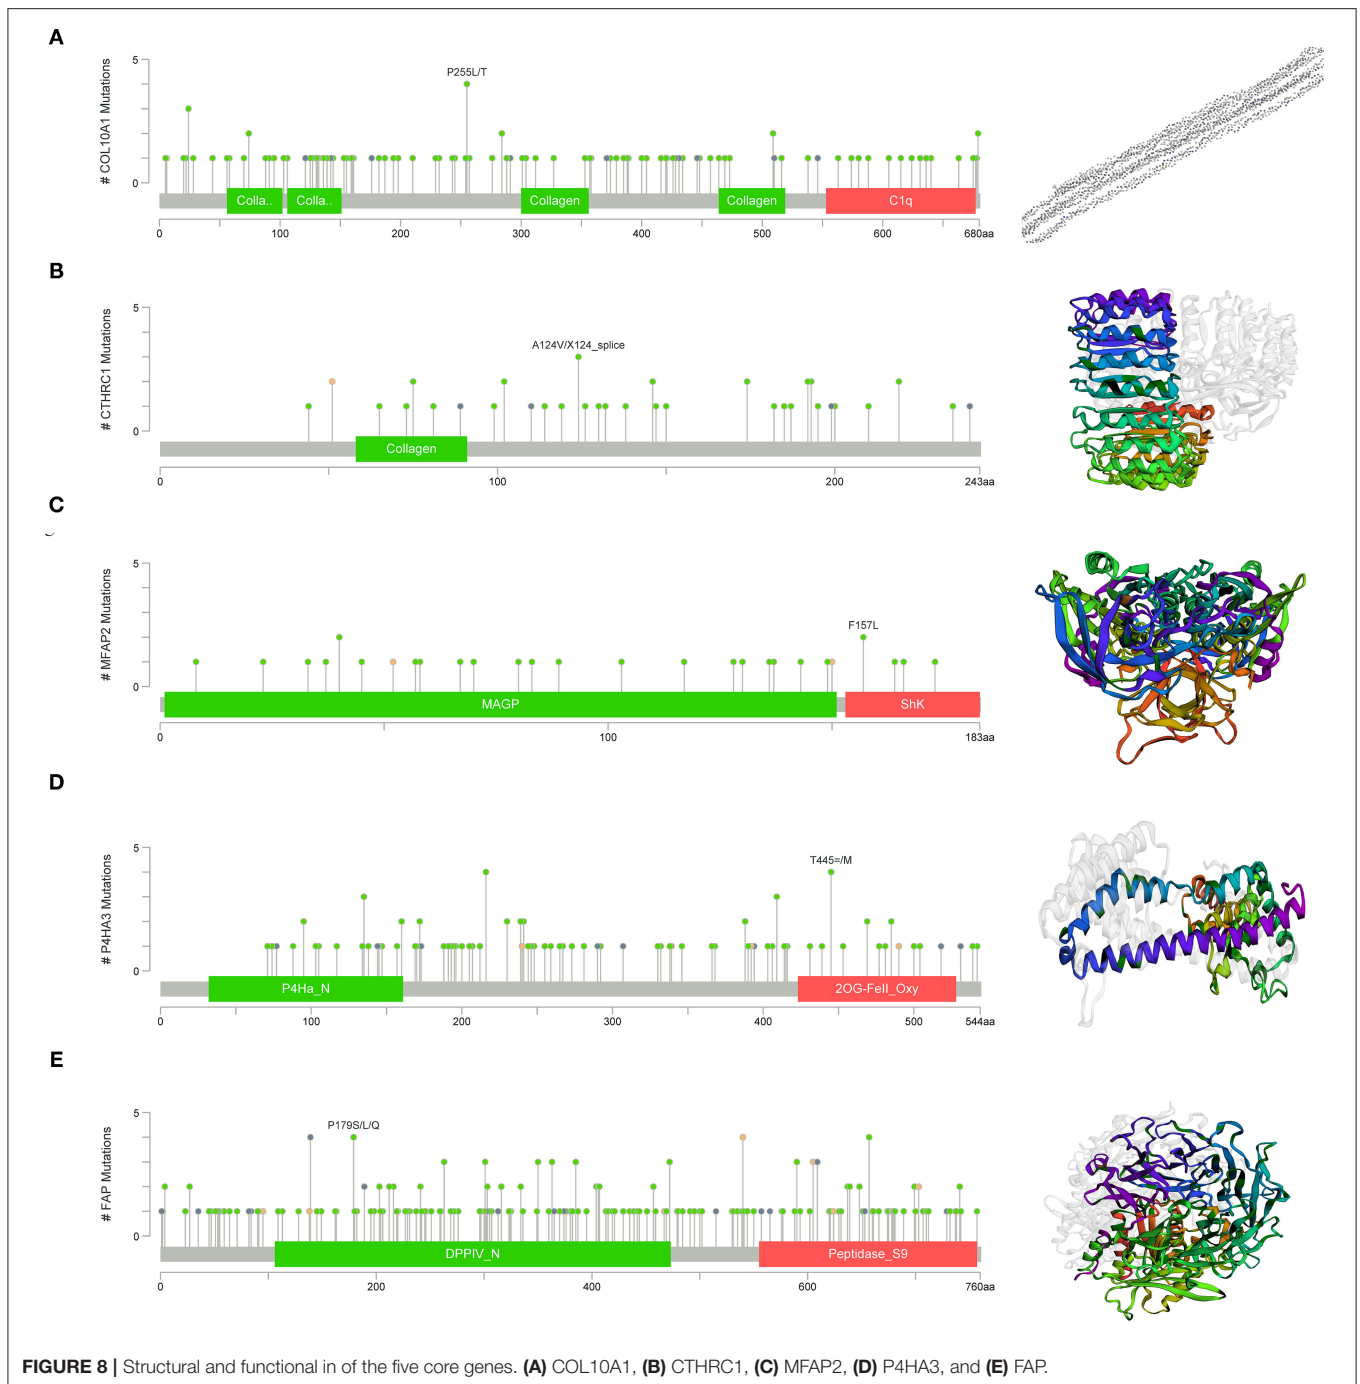 A
# COL10A1 Mutations
5
0
P255L/T
Colla..
Colla..
Collagen
Collagen
C1q
0
100
200
300
400
500
600
680aa
B
# CTHRC1 Mutations
5
0
A124V/X124_splice
Collagen
0
100
200
243aa
C
# MFAP2 Mutations
5
0
F157L
MAGP
ShK
0
100
183aa
D
# P4HA3 Mutations
5
0
T445=/M
P4Ha_N
2OG-FeII_Oxy
0
100
200
300
400
500
544aa
E
# FAP Mutations
5
0
P179S/L/Q
DPPIV_N
Peptidase_S9
0
200
400
600
760aa
FIGURE 8 | Structural and functional in of the five core genes. (A) COL10A1, (B) CTHRC1, (C) MFAP2, (D) P4HA3, and (E) FAP.